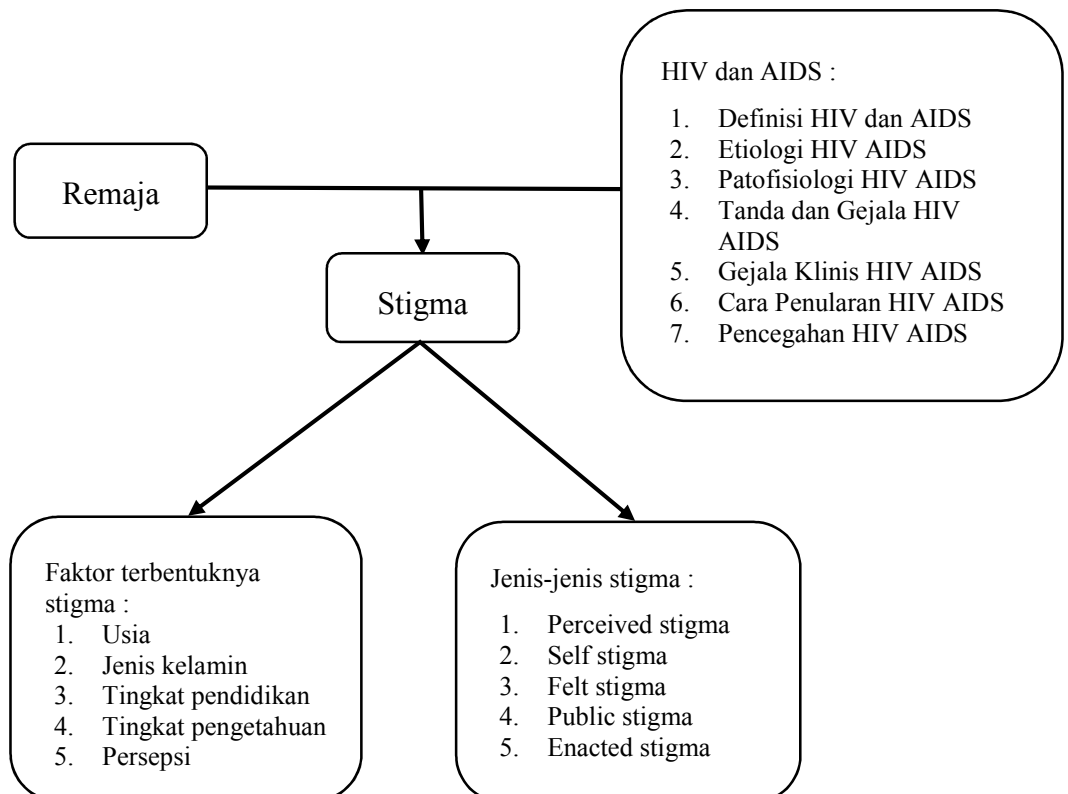 HIV dan AIDS :
1. Definisi HIV dan AIDS
2. Etiologi HIV AIDS
3. Patofisiologi HIV AIDS
4. Tanda dan Gejala HIV
AIDS
5. Gejala Klinis HIV AIDS
6. Cara Penularan HIV AIDS
7. Pencegahan HIV AIDS
Remaja
Stigma
Faktor terbentuknya
stigma :
1. Usia
2. Jenis kelamin
3. Tingkat pendidikan
4. Tingkat pengetahuan
5. Persepsi
Jenis-jenis stigma :
1. Perceived stigma
2. Self stigma
3. Felt stigma
4. Public stigma
5. Enacted stigma